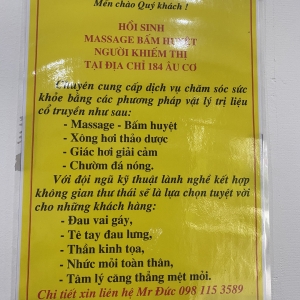 Mến chào Quý khách !
HỒI SINH
MASSAGE BẤM HUYỆT
NGƯỜI KHIẾM THỊ
TẠI ĐỊA CHỈ 184 ÂU CƠ
Chuyên cung cấp dịch vụ chăm sóc sức
khỏe bằng các phương pháp vật lý trị liệu
cổ truyền như sau:
- Massage - Bấm huyệt
- Xông hơi thảo dược
- Giác hơi giải cảm
- Chườm đá nóng.
Với đội ngũ kỹ thuật lành nghề kết hợp
không gian thư thái sẽ là lựa chọn tuyệt vời
cho những khách hàng:
- Đau vai gáy,
- Tê tay đau lưng,
- Thần kinh tọa,
- Nhức mỏi toàn thân,
- Tâm lý căng thẳng mệt mỏi.
Chi tiết xin liên hệ Mr Đức 098 115 3589